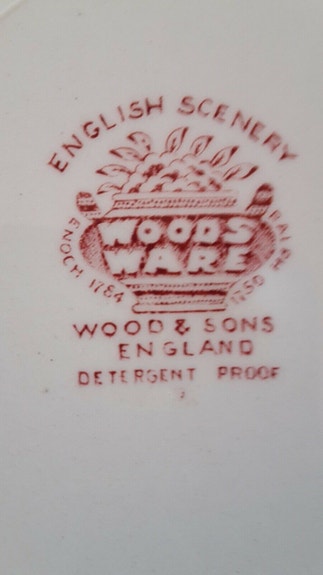 ENGLISH SCENERY
WOODS
WARE
ENOCH 1784
RALPH 1750
WOOD & SONS
ENGLAND
DETERGENT PROOF